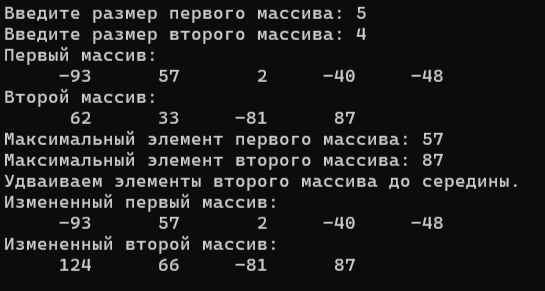 Введите размер первого массива: 5
Введите размер второго массива: 4
Первый массив:
-93 57 2 -40 -48
Второй массив:
62 33 -81 87
Максимальный элемент первого массива: 57
Максимальный элемент второго массива: 87
Удваиваем элементы второго массива до середины.
Измененный первый массив:
-93 57 2 -40 -48
Измененный второй массив:
124 66 -81 87